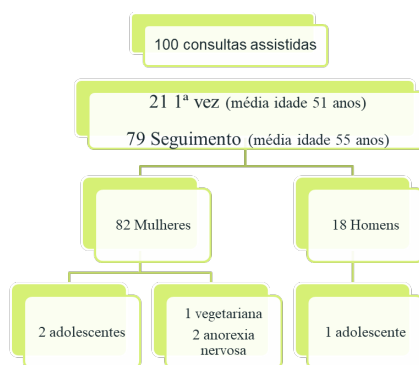 100 consultas assistidas
21 1ª vez (média idade 51 anos)
79 Seguimento (média idade 55 anos)
82 Mulheres
18 Homens
2 adolescentes
1 vegetariana
2 anorexia
nervosa
1 adolescente